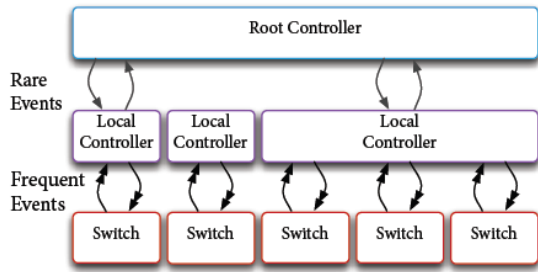 Root Controller
Rare
Events
Local
Controller
Local
Controller
Local
Controller
Frequent
Events
Switch
Switch
Switch
Switch
Switch